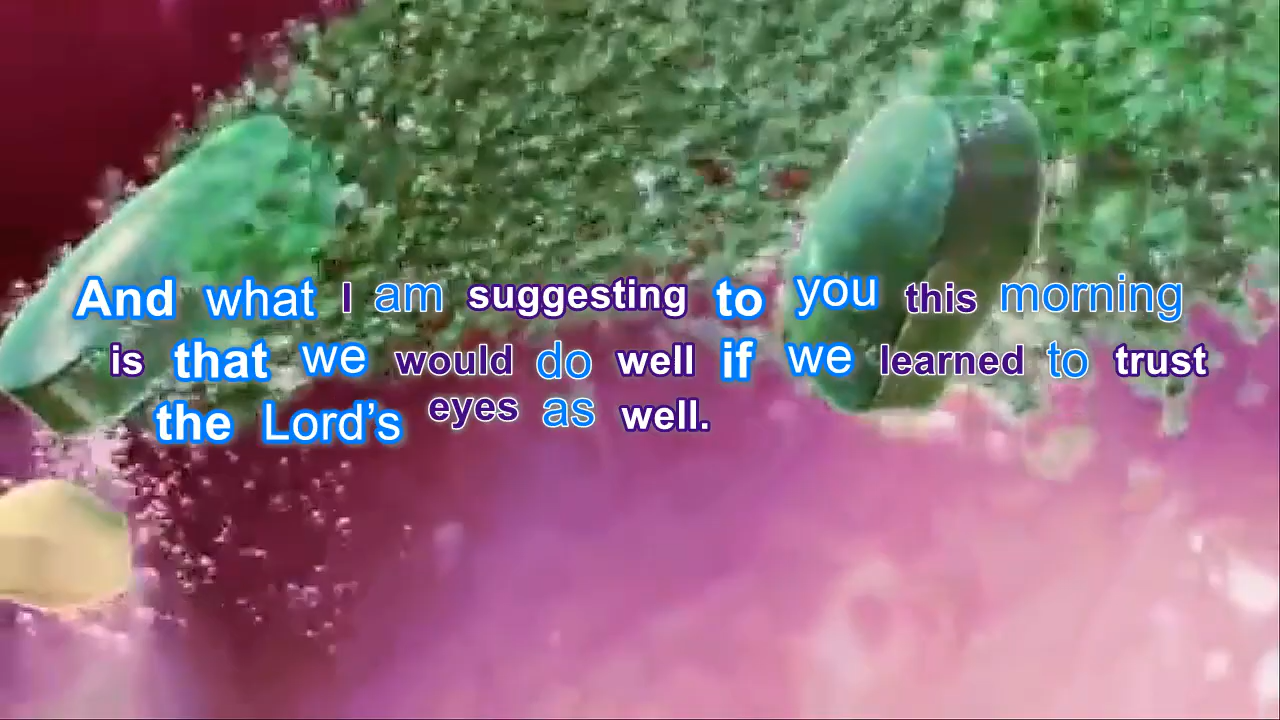 And what I am suggesting to you this morning
is that we would do well if we learned to trust
the Lord’s eyes as well.